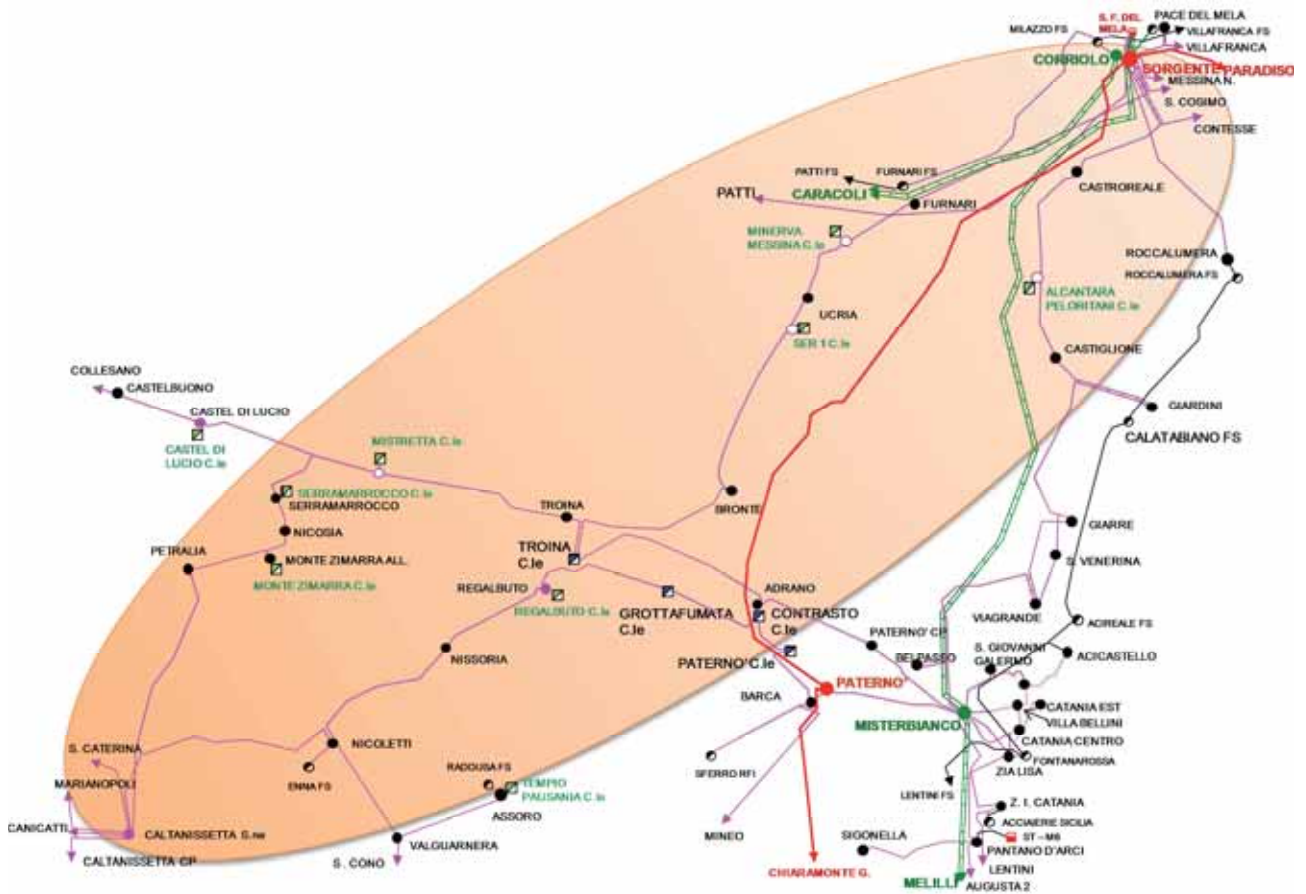 S. F. DEL
MELA
PACE DEL MELA
MILAZZO FS
VILLAFRANCA FS
VILLAFRANCA
CORRIOLO
SORGENTE
PARADISO
MESSINA N.
S. COGIMO
CONTESSE
PATTI FS
FURNARI FS
CASTROREALE
PATTI
CARACOLI
FURNARI
MINERVA
MESSINA C.le
ROCCALUMERA
ROCCALUMERA FS
ALCANTARA
PELORITANI C.le
UCRIA
SER 1 C.le
CASTIGLIONE
COLLESANO
CASTELBUONO
GIARDINI
CASTEL DI LUCIO
CALATABIANO FS
MISTRETTA C.le
CASTEL DI
LUCIO C.le
SERRAMARROCCO C.le
SERRAMARROCCO
TROINA
BRONTE
NICOSIA
GIARRE
PETRALIA
MONTE ZIMARRA ALL.
TROINA
C.le
S. VENERINA
MONTE ZIMARRA C.le
REGALBUTO
ADRANO
REGALBUTO C.le
GROTTAFUMATA
C.le
CONTRASTO
C.le
VIAGRANDE
ACIREALE FS
PATERNO' CP
NISSORIA
PATERNO' C.le
BELPASSO
S. GIOVANNI
GALERMO
ACICASTELLO
PATERNO'
BARCA
MISTERBIANCO
CATANIA EST
VILLA BELLINI
CATANIA CENTRO
S. CATERINA
NICOLETTI
FONTANAROSSA
ZIA LISA
MARIANOPOLI
ENNA FS
RADDUSA FS
SFERRO RFI
LENTINI FS
TEMPIO
PAUSANIA C.le
ASSORO
Z. I. CATANIA
ACCIAIERIE SICILIA
ST - M6
CANICATTI
CALTANISSETTA S.ne
MINEO
SIGONELLA
PANTANO D'ARCI
CALTANISSETTA CP
S. CONO
VALGUARNERA
CHIARAMONTE G.
MELILLI
LENTINI
AUGUSTA 2